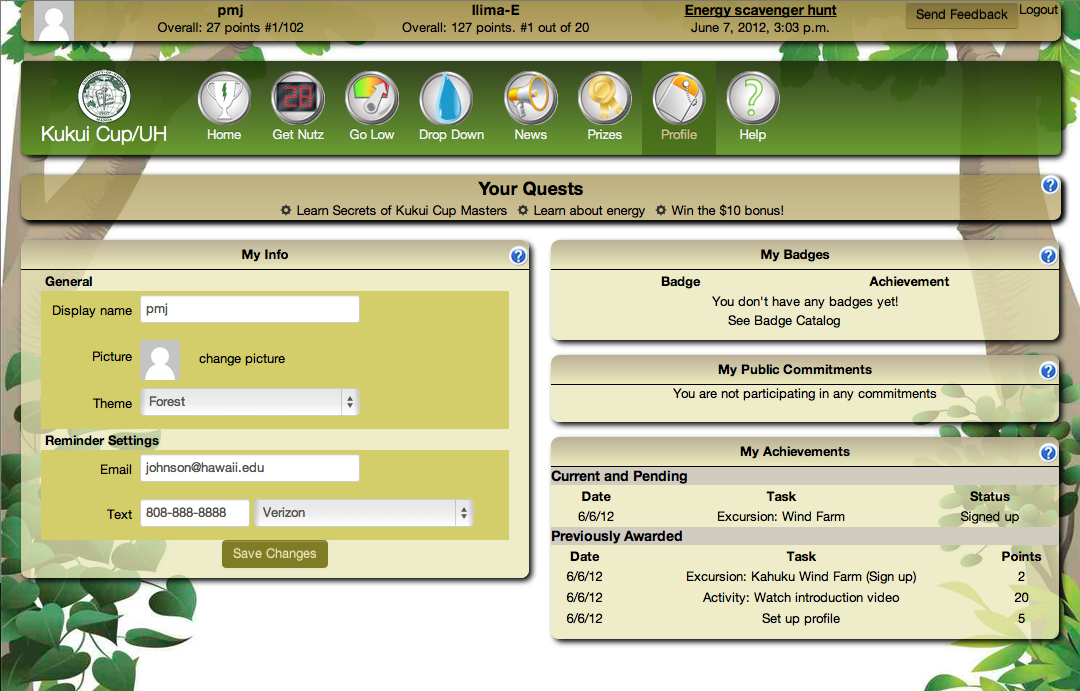 pmj
Overall: 27 points #1/102
Ilima-E
Overall: 127 points. #1 out of 20
Energy scavenger hunt
June 7, 2012, 3:03 p.m.
Send Feedback
Logout
Kukui Cup/UH
28
Home
Get Nutz
Go Low
Drop Down
News
Prizes
Profile
Help
Your Quests
Learn Secrets of Kukui Cup Masters
Learn about energy
Win the $10 bonus!
My Info
General
Display name pmj
Picture change picture
Theme Forest
Reminder Settings
Email johnson@hawaii.edu
Text 808-888-8888 Verizon
Save Changes
My Badges
Badge Achievement
You don't have any badges yet!
See Badge Catalog
My Public Commitments
You are not participating in any commitments
My Achievements
Current and Pending
Date Task Status
6/6/12 Excursion: Wind Farm Signed up
Previously Awarded
Date Task Points
6/6/12 Excursion: Kahuku Wind Farm (Sign up) 2
6/6/12 Activity: Watch introduction video 20
6/6/12 Set up profile 5